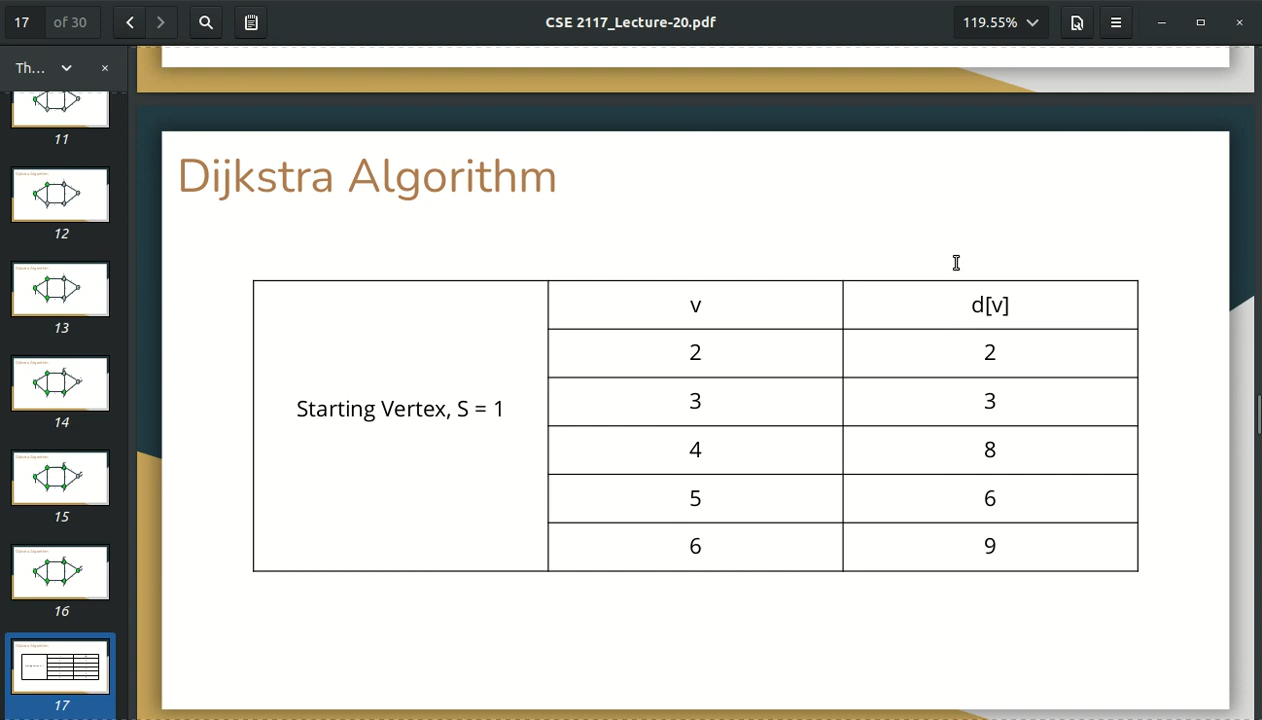 17 of 30
CSE 2117_Lecture-20.pdf
119.55%
Th...
11
12
13
14
15
16
17
Dijkstra Algorithm
Starting Vertex, S = 1
v d[v]
2 2
3 3
4 8
5 6
6 9